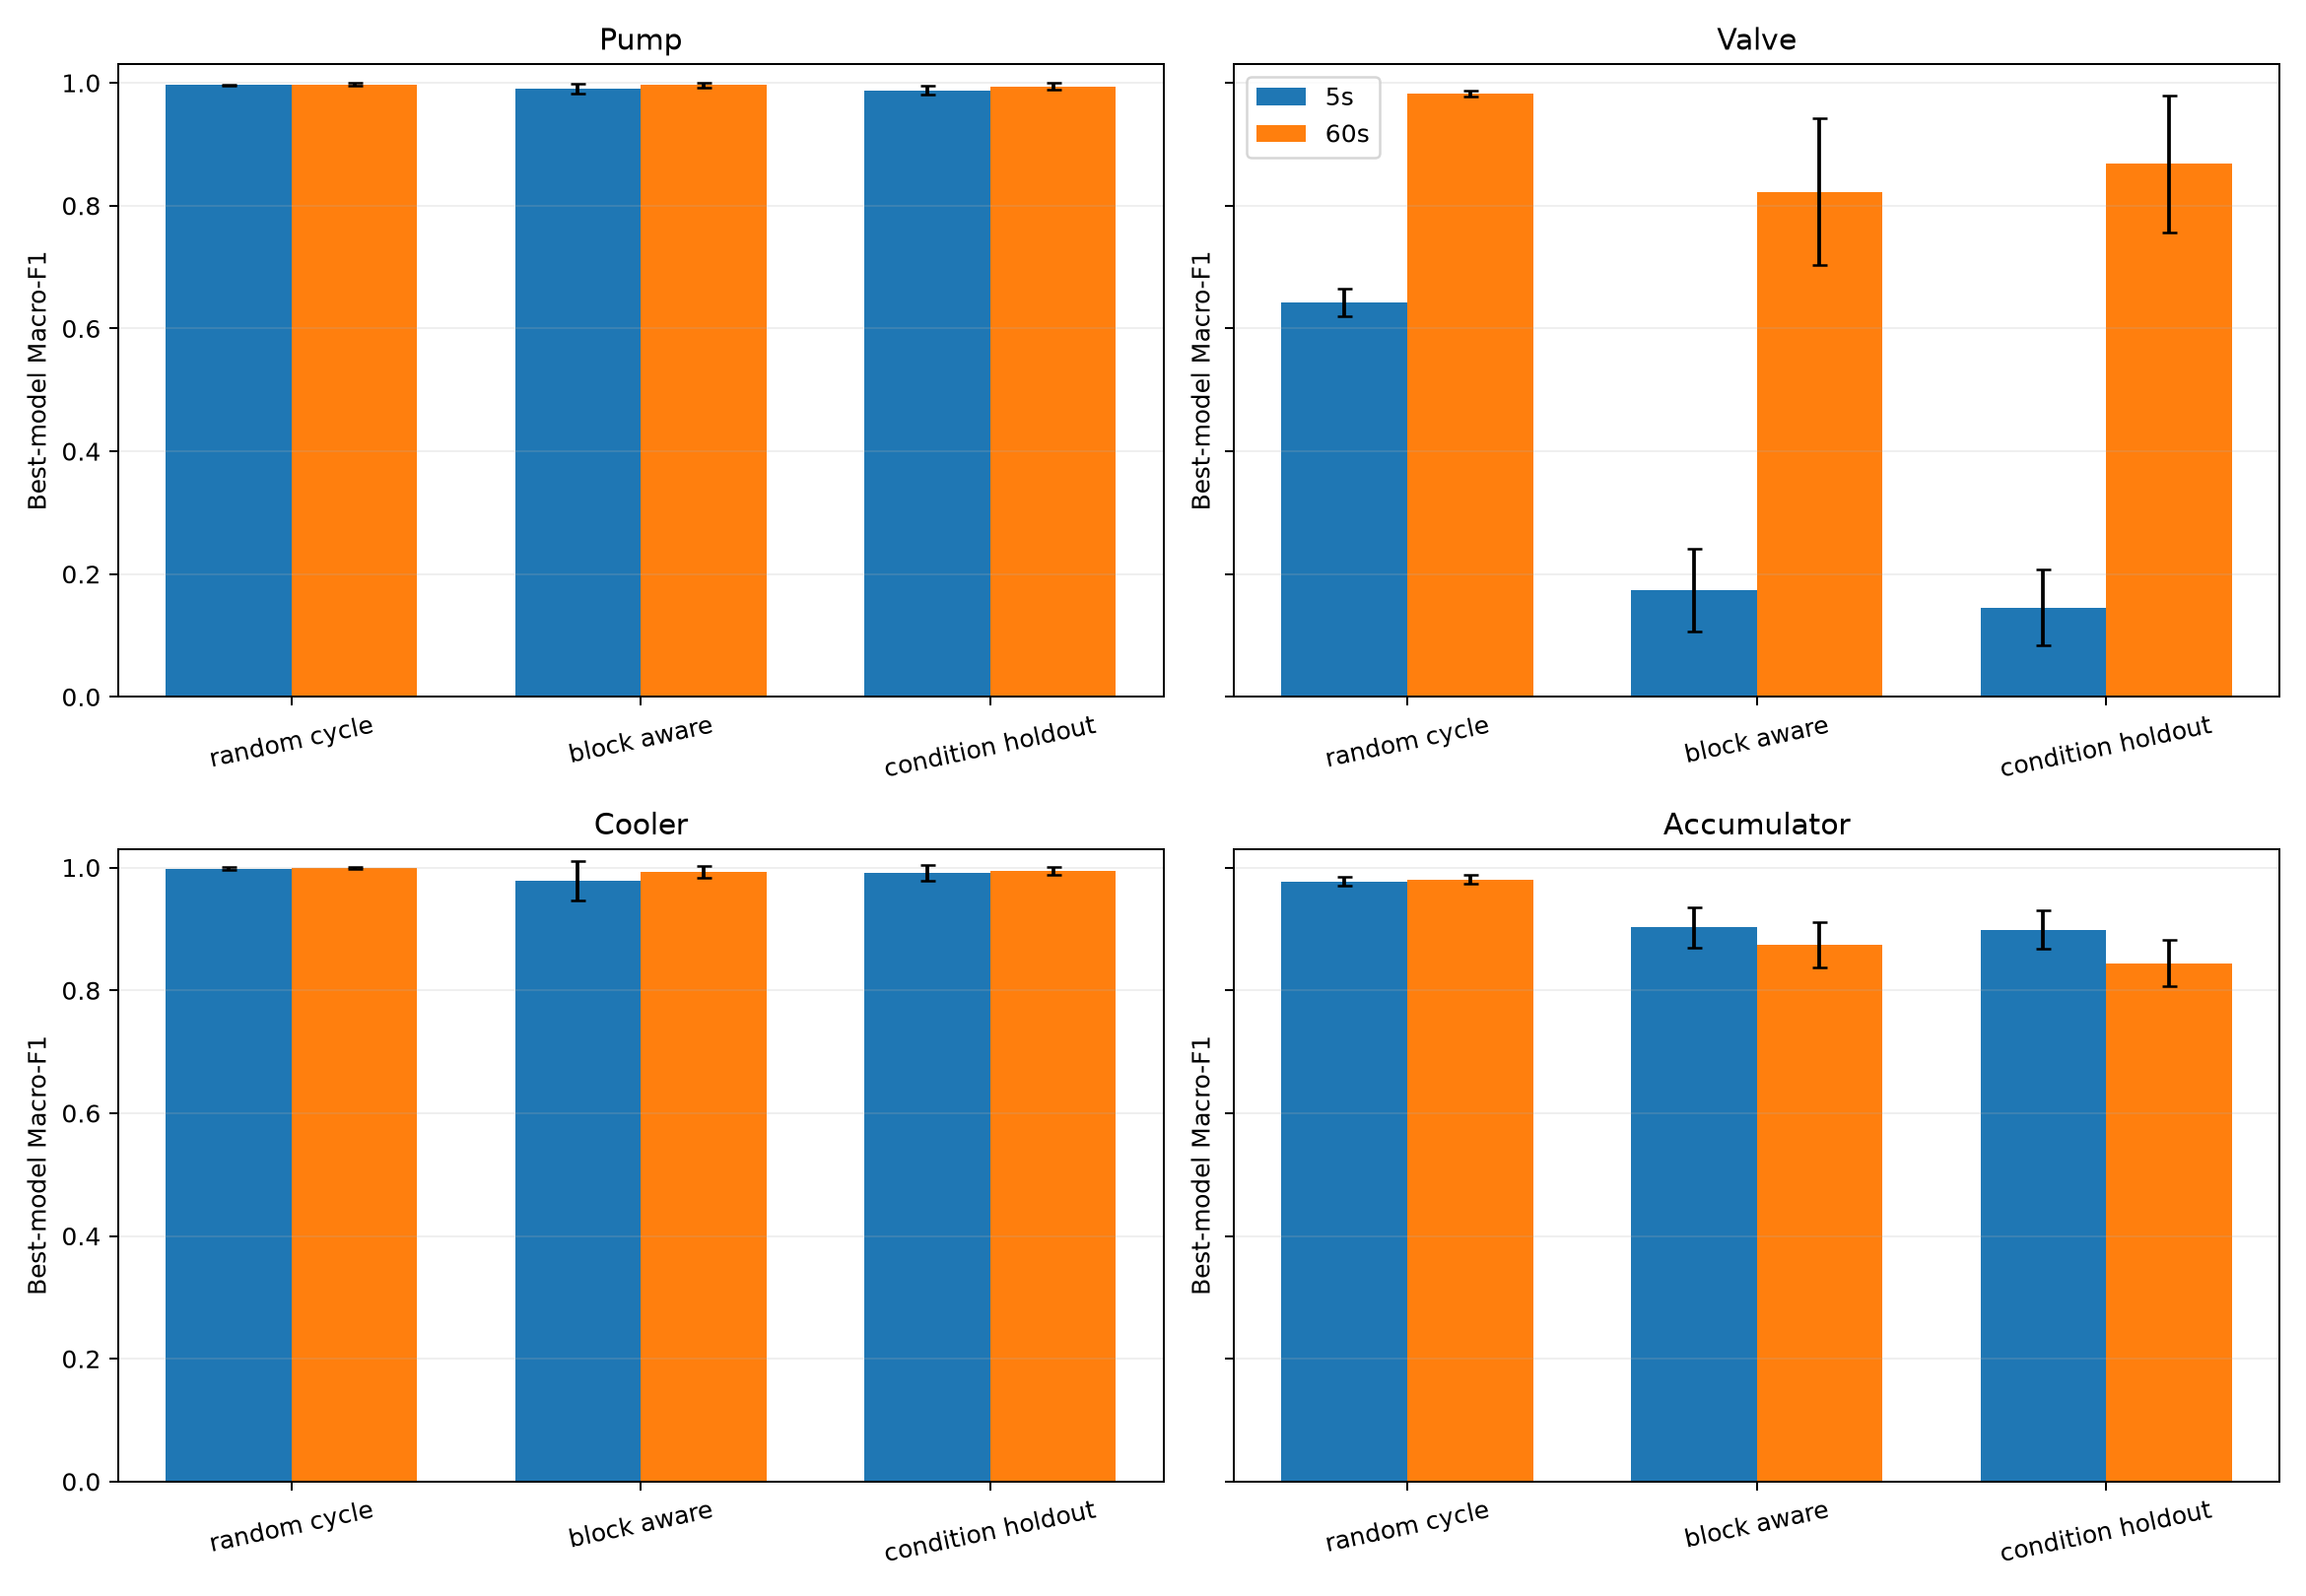 Pump
Best-model Macro-F1
1.0
0.8
0.6
0.4
0.2
0.0
random cycle
block aware
condition holdout
Valve
Best-model Macro-F1
5s
60s
random cycle
block aware
condition holdout
Cooler
Best-model Macro-F1
1.0
0.8
0.6
0.4
0.2
0.0
random cycle
block aware
condition holdout
Accumulator
Best-model Macro-F1
random cycle
block aware
condition holdout